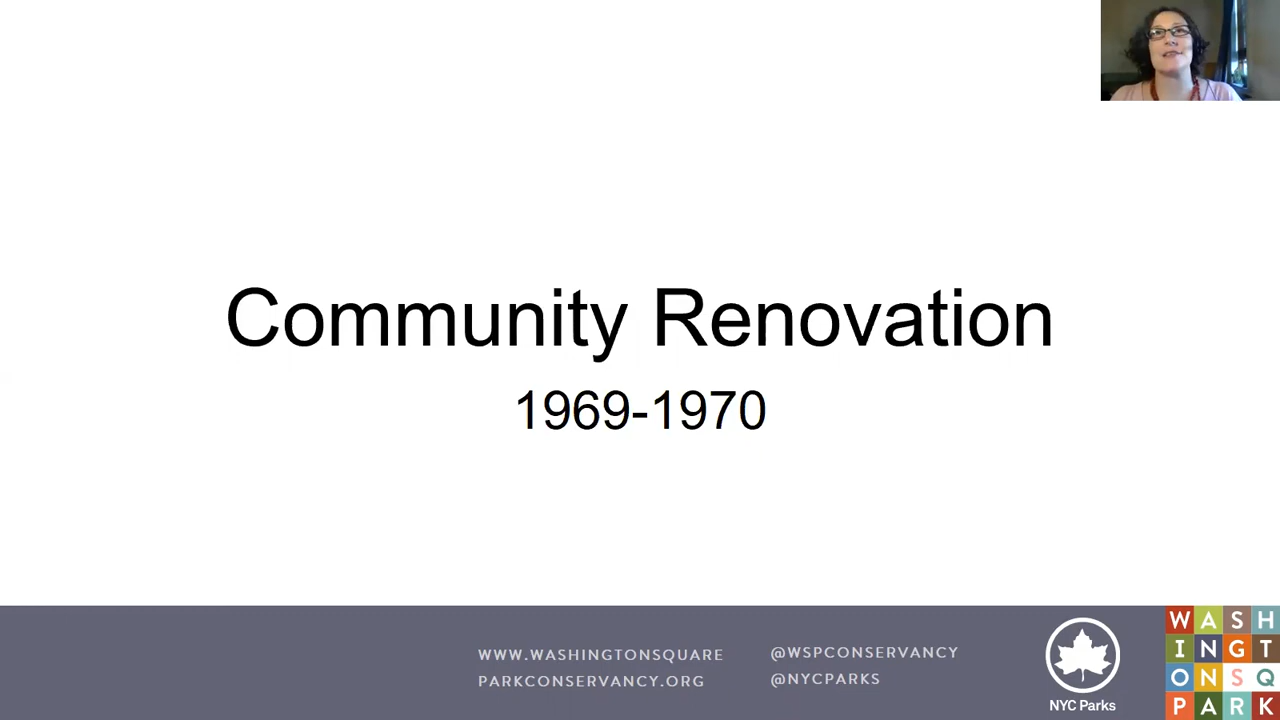 Community Renovation
1969-1970
WWW.WASHINGTONSQUARE
PARKCONSERVANCY.ORG
@WSPCONSERVANCY
@NYCPARKS
NYC Parks
WASH
INGT
ONSQ
PARK